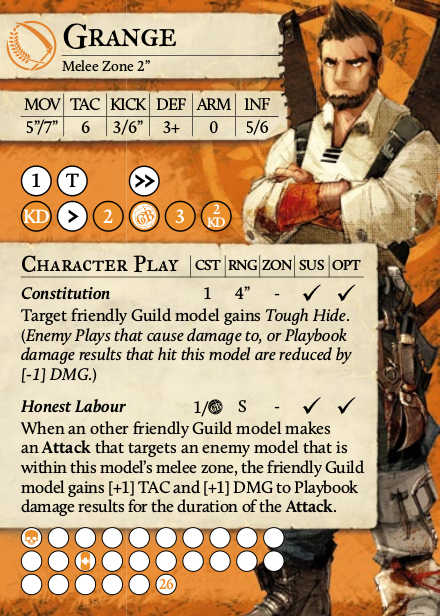 Grange
Melee Zone 2”
MOV TAC KICK DEF ARM INF
5”/7” 6 3/6” 3+ 0 5/6
1 T >>
KD > 2 GB 3 2 KD
Character Play CST RNG ZON SUS OPT
Constitution 1 4” - ✓ ✓
Target friendly Guild model gains Tough Hide.
(Enemy Plays that cause damage to, or Playbook
damage results that hit this model are reduced by
[-1] DMG.)
Honest Labour 1/GB S - ✓ ✓
When an other friendly Guild model makes
an Attack that targets an enemy model that is
within this model’s melee zone, the friendly Guild
model gains [+1] TAC and [+1] DMG to Playbook
damage results for the duration of the Attack.
26